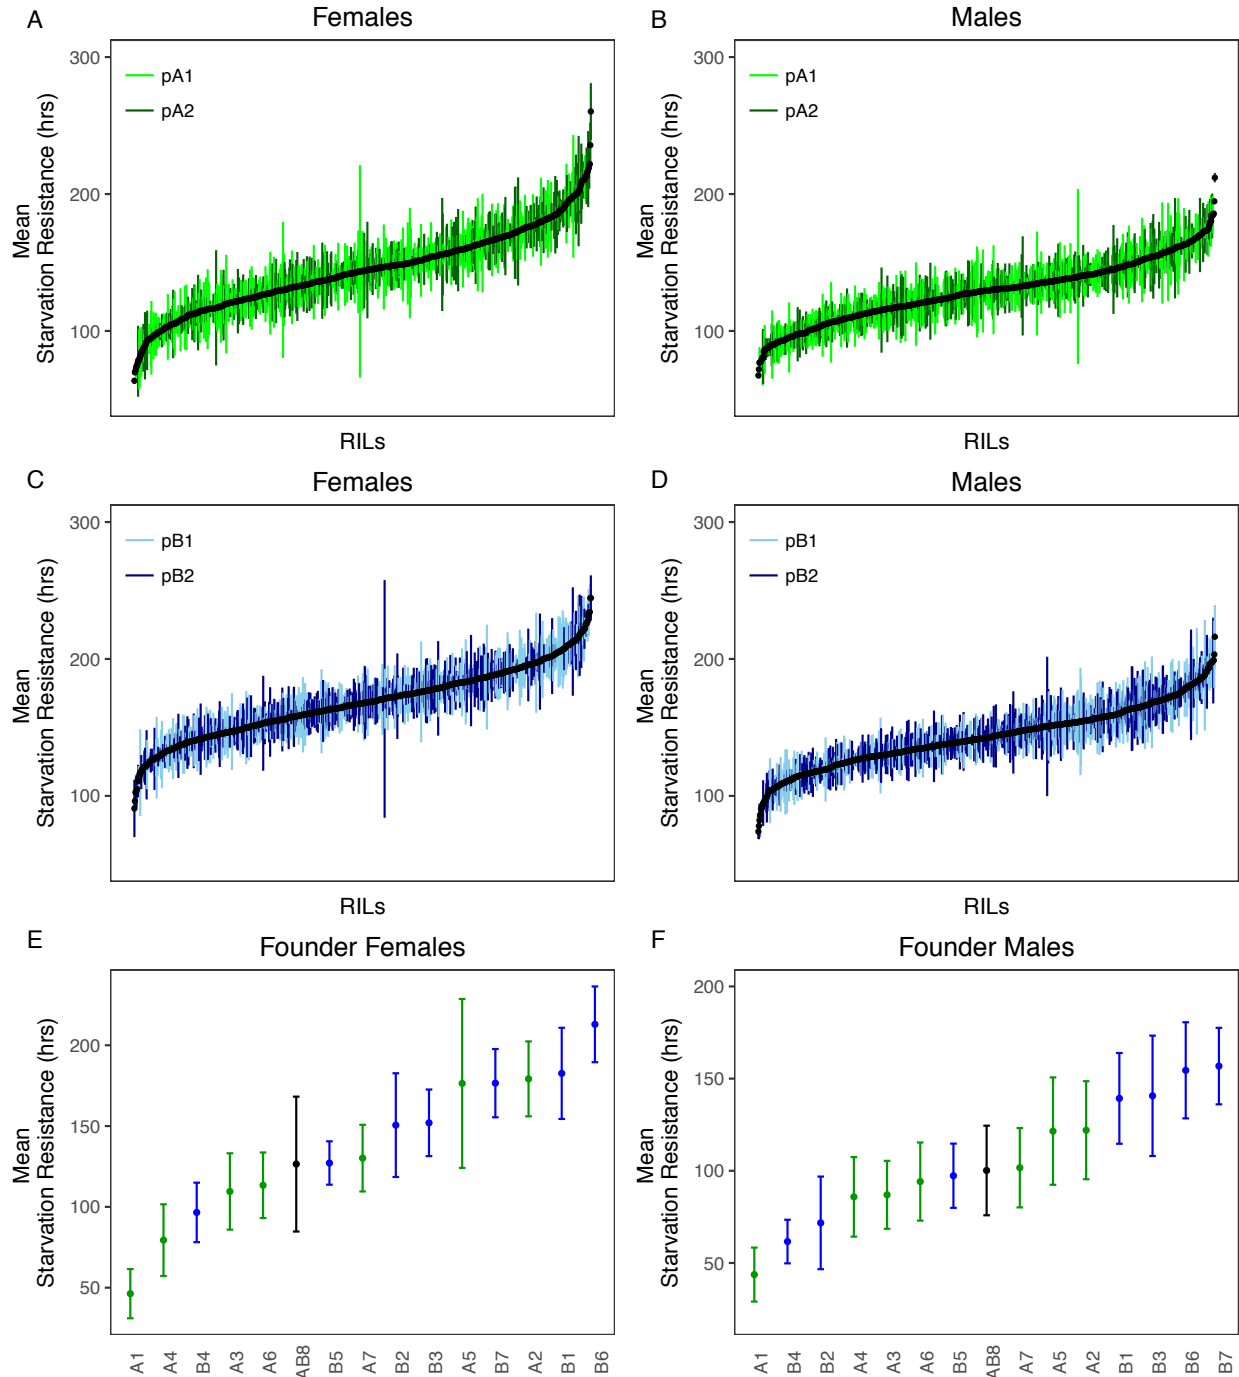 A
Females
Mean
Starvation Resistance (hrs)
300
200
100
pA1
pA2
RILs
B
Males
Mean
Starvation Resistance (hrs)
300
200
100
pA1
pA2
RILs
C
Females
Mean
Starvation Resistance (hrs)
300
200
100
pB1
pB2
RILs
D
Males
Mean
Starvation Resistance (hrs)
300
200
100
pB1
pB2
RILs
E
Founder Females
Mean
Starvation Resistance (hrs)
200
150
100
50
A1 A4 B4 A3 A6 AB8 B5 A7 B2 B3 A5 B7 A2 B1 B6
F
Founder Males
Mean
Starvation Resistance (hrs)
200
150
100
50
A1 B4 B2 A4 A3 A6 B5 AB8 A7 A5 A2 B1 B3 B6 B7